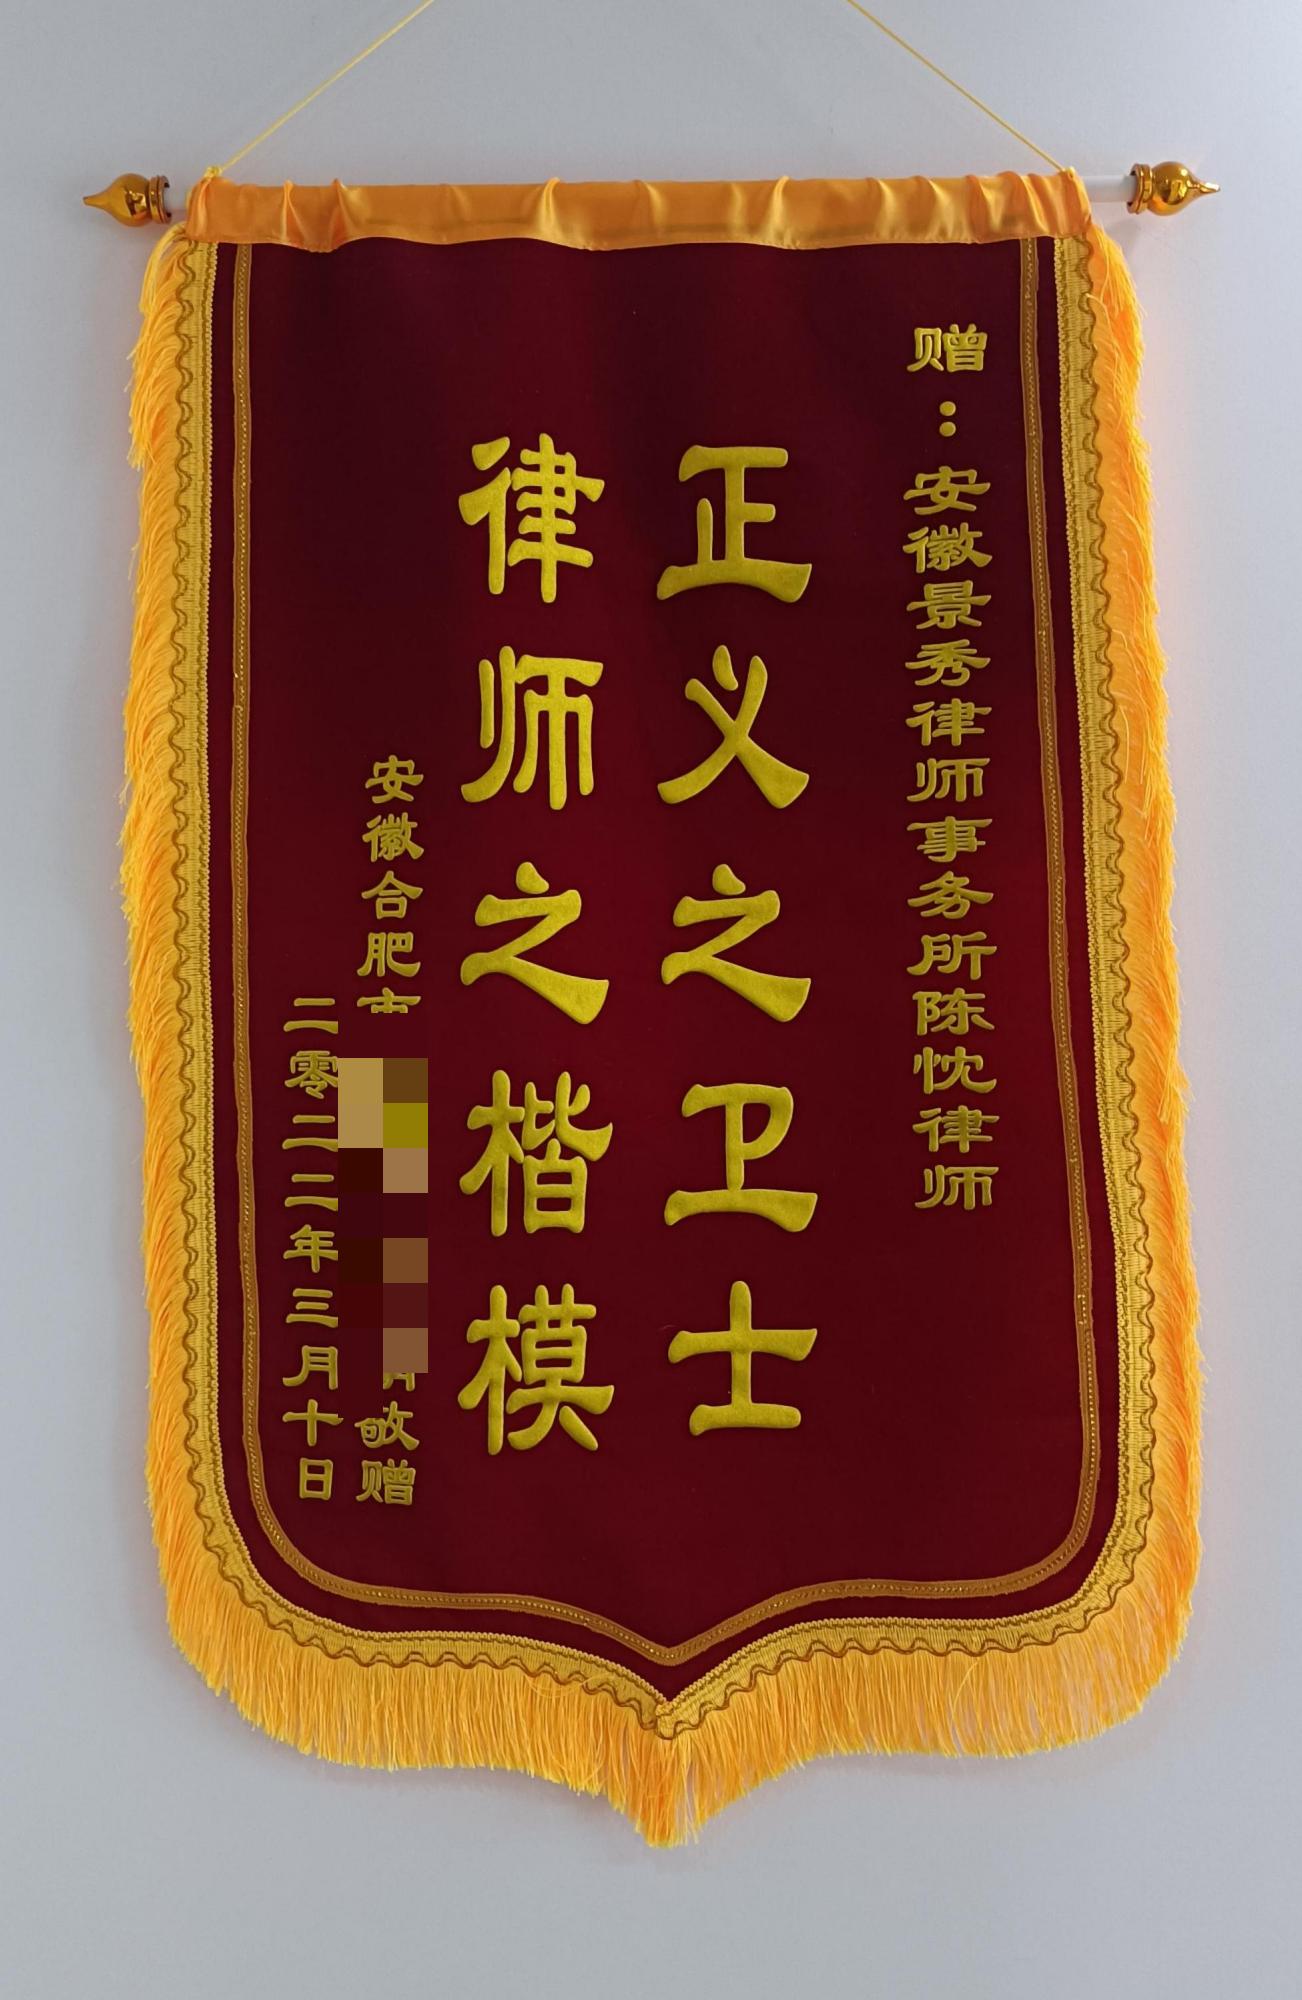 赠：安徽景秀律师事务所陈忱律师
正义之卫士
律师之楷模
安徽合肥市
敬赠
二零二二年三月十日